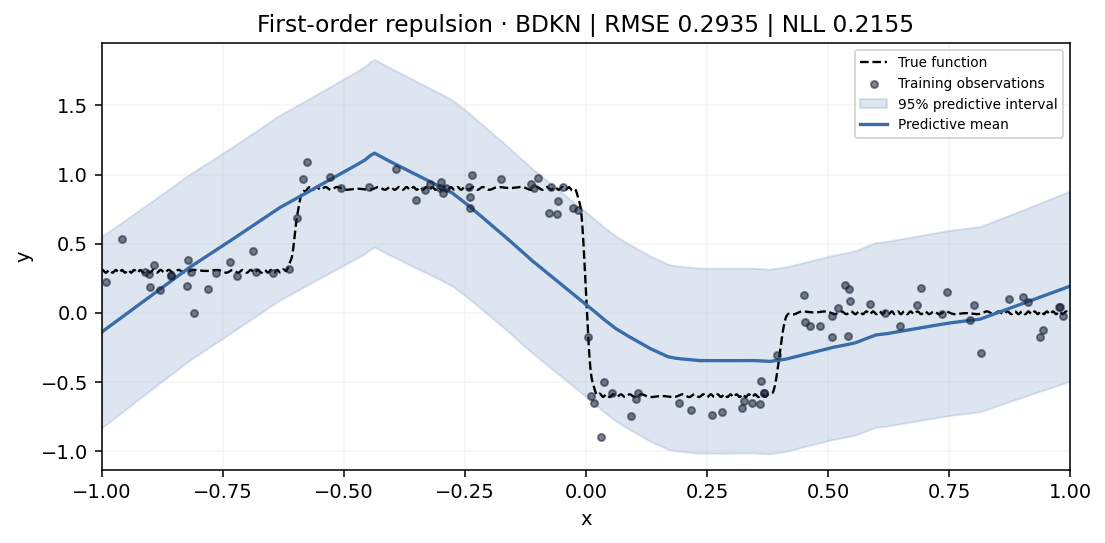 First-order repulsion · BDKN | RMSE 0.2935 | NLL 0.2155
True function
Training observations
95% predictive interval
Predictive mean
y
1.5
1.0
0.5
0.0
−0.5
−1.0
−1.00 −0.75 −0.50 −0.25 0.00 0.25 0.50 0.75 1.00
x